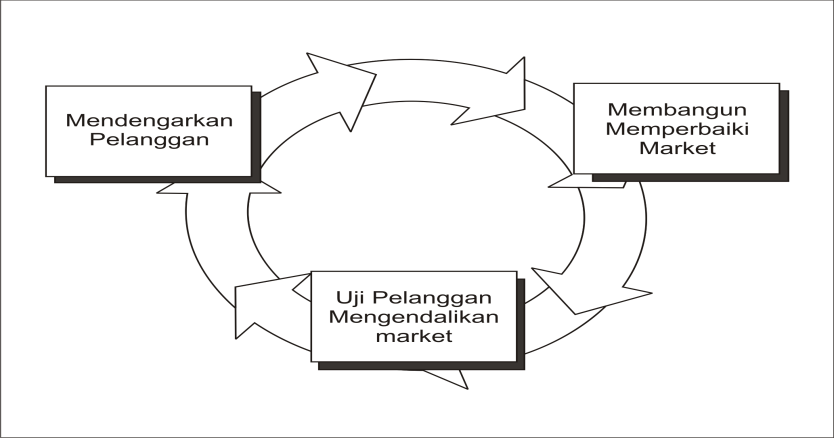 Mendengarkan
Pelanggan
Membangun
Memperbaiki
Market
Uji Pelanggan
Mengendalikan
market